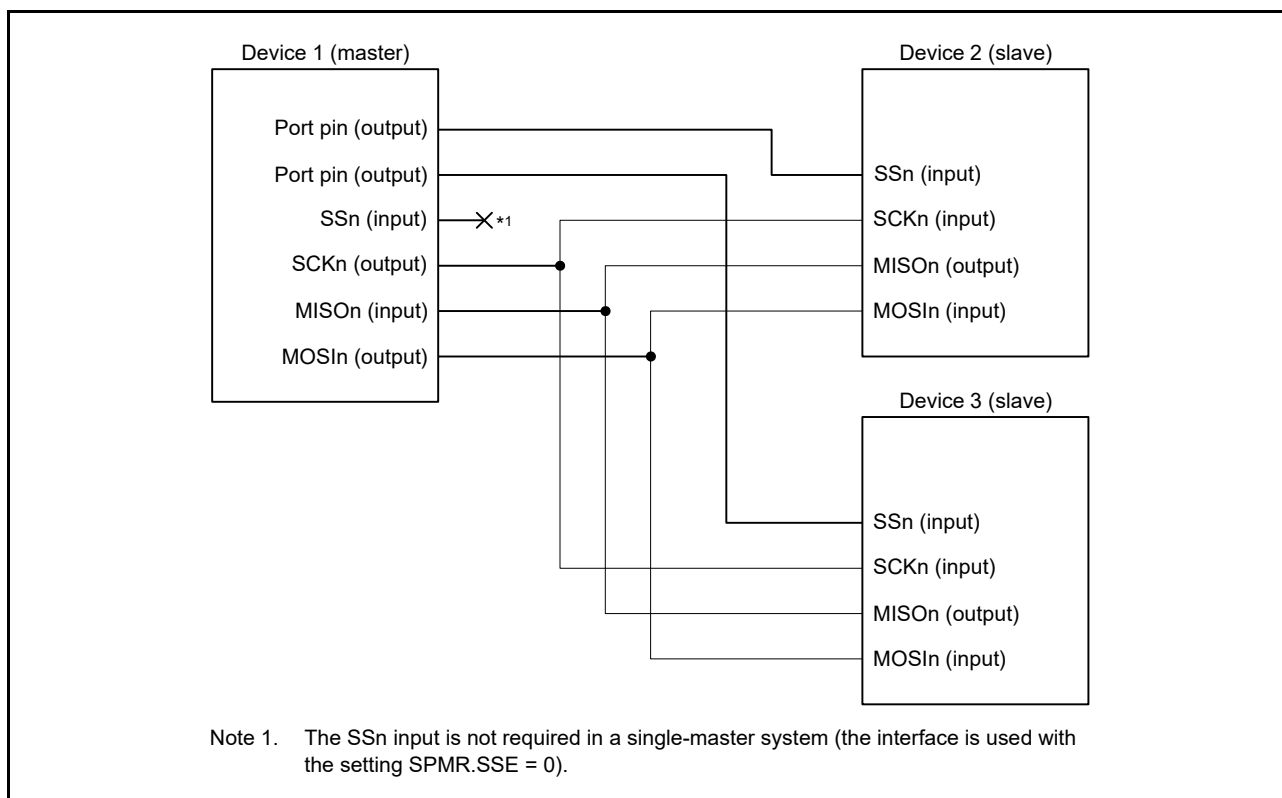 Device 1 (master)
Port pin (output)
Port pin (output)
SSn (input)
*1
SCKn (output)
MISOn (input)
MOSIn (output)
Device 2 (slave)
SSn (input)
SCKn (input)
MISOn (output)
MOSIn (input)
Device 3 (slave)
SSn (input)
SCKn (input)
MISOn (output)
MOSIn (input)
Note 1. The SSn input is not required in a single-master system (the interface is used with
the setting SPMR.SSE = 0).